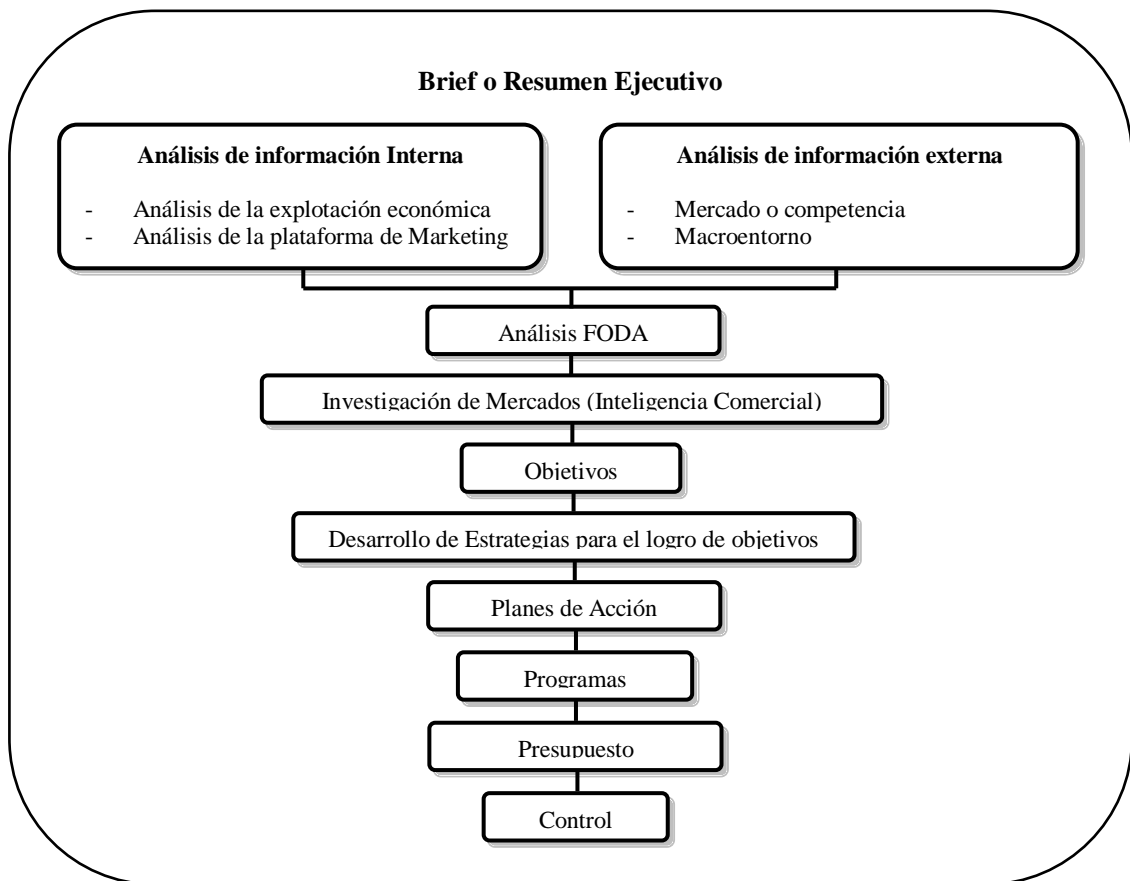 Brief o Resumen Ejecutivo
Análisis de información Interna
- Análisis de la explotación económica
- Análisis de la plataforma de Marketing
Análisis de información externa
- Mercado o competencia
- Macroentorno
Análisis FODA
Investigación de Mercados (Inteligencia Comercial)
Objetivos
Desarrollo de Estrategias para el logro de objetivos
Planes de Acción
Programas
Presupuesto
Control